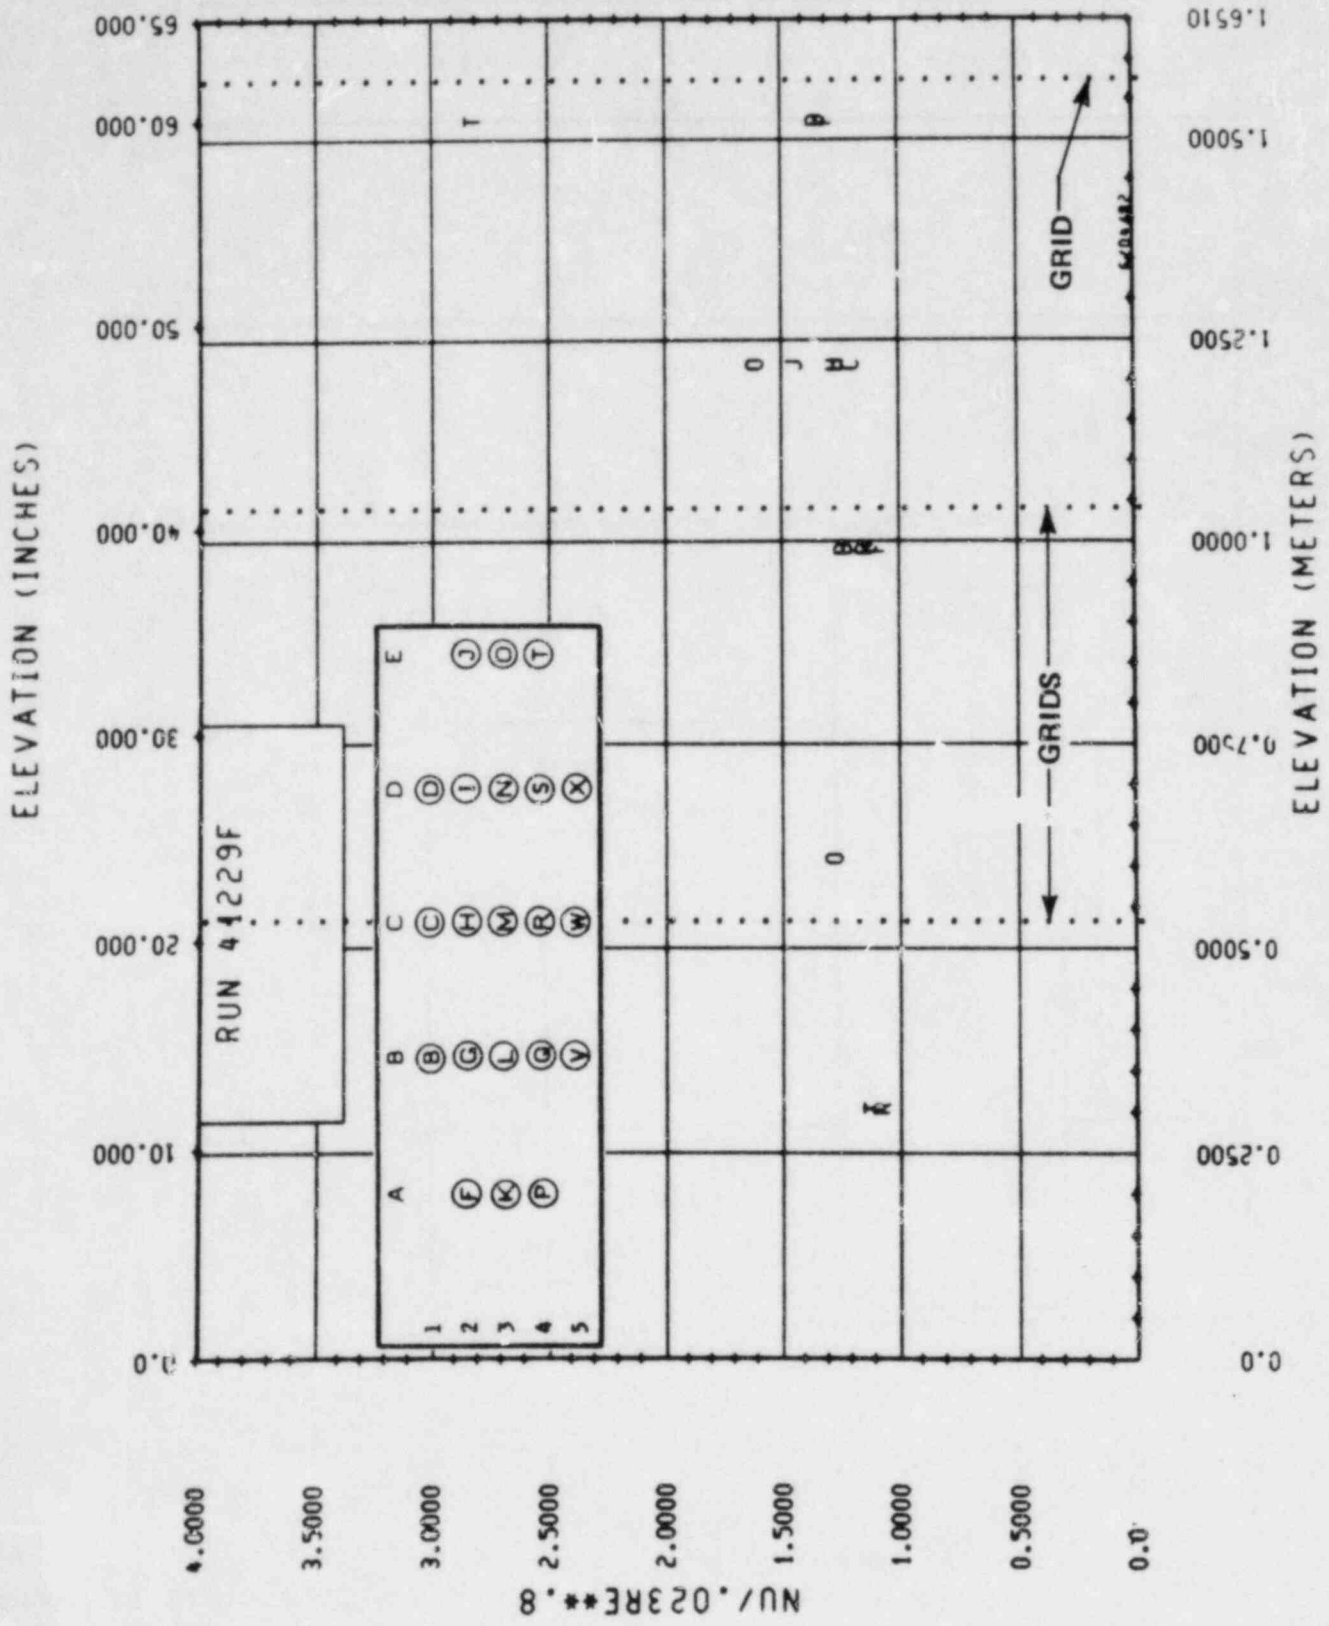 ELEVATION (INCHES)
0.0 10.000 20.000 30.000 40.000 50.000 60.000 65.000
RUN 41229F
A B C D E
1 B C D
2 F G H I J
3 K L M N O
4 P Q R S T
5 V W X
4.0000
3.5000
3.0000
2.5000
2.0000
1.5000
1.0000
0.5000
0.0
NU/.023RE**.8
T
O
O
J
C
GRIDS
GRID
0.0 0.2500 0.5000 0.7500 1.0000 1.2500 1.5000 1.6510
ELEVATION (METERS)